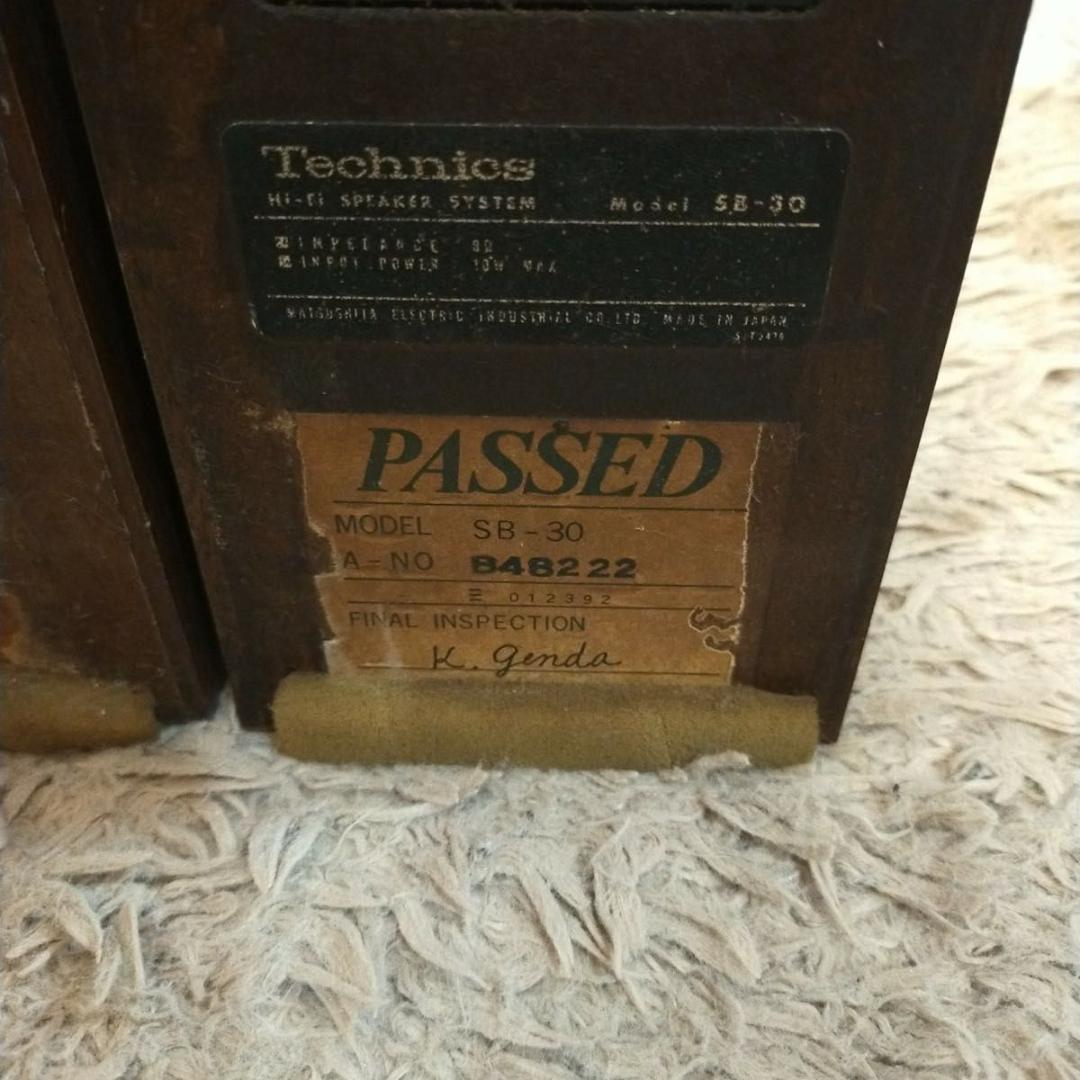 Technics
Hi-Fi SPEAKER SYSTEM Model SB-30
IMPEDANCE 8Ω
INPUT POWER 10W MAX
MATSUSHITA ELECTRIC INDUSTRIAL CO.LTD. MADE IN JAPAN
PASSED
MODEL SB-30
A-NO B48222
012392
FINAL INSPECTION
K. Genda